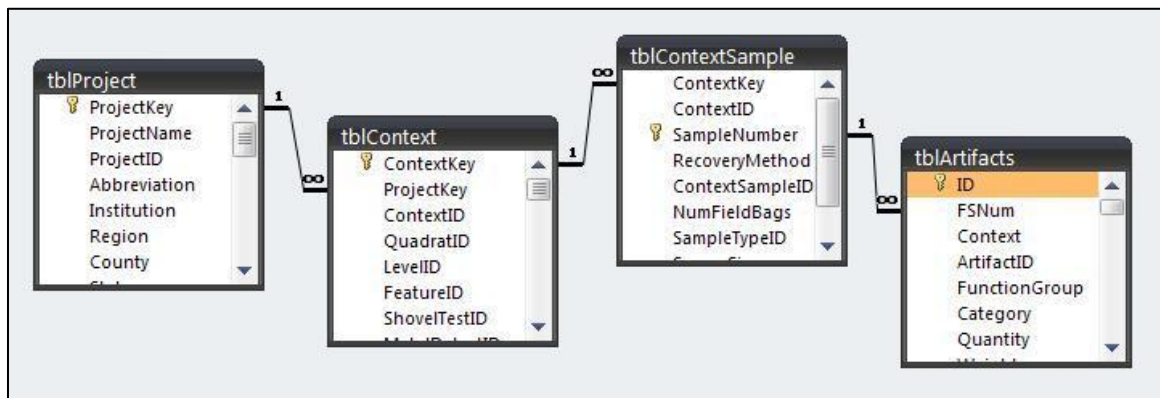 tblProject
ProjectKey
ProjectName
ProjectID
Abbreviation
Institution
Region
County
1
∞
tblContext
ContextKey
ProjectKey
ContextID
QuadratID
LevelID
FeatureID
ShovelTestID
1
∞
tblContextSample
ContextKey
ContextID
SampleNumber
RecoveryMethod
ContextSampleID
NumFieldBags
SampleTypeID
1
∞
tblArtifacts
ID
FSNum
Context
ArtifactID
FunctionGroup
Category
Quantity